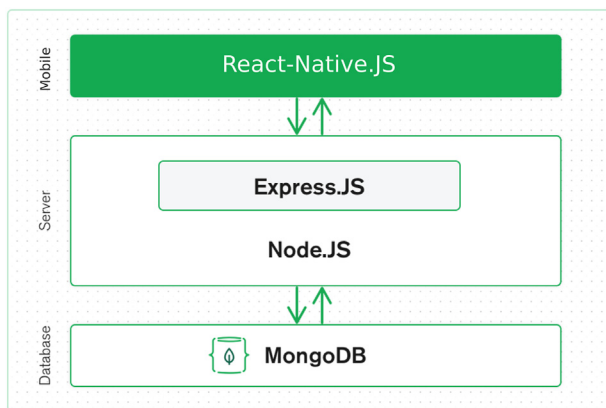 Mobile
React-Native.JS
Server
Express.JS
Node.JS
Database
MongoDB